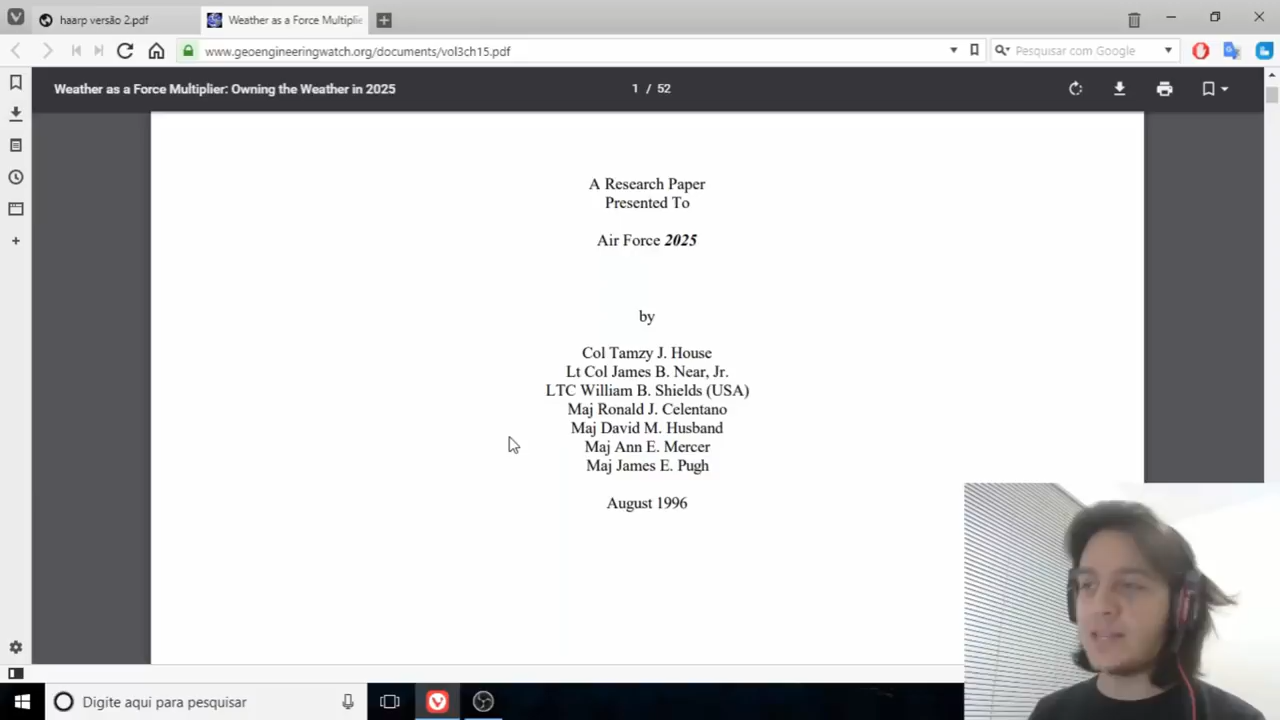 haarp versão 2.pdf
Weather as a Force Multiplie
www.geoengineeringwatch.org/documents/vol3ch15.pdf
Pesquisar com Google
Weather as a Force Multiplier: Owning the Weather in 2025
1 / 52
A Research Paper
Presented To
Air Force 2025
by
Col Tamzy J. House
Lt Col James B. Near, Jr.
LTC William B. Shields (USA)
Maj Ronald J. Celentano
Maj David M. Husband
Maj Ann E. Mercer
Maj James E. Pugh
August 1996
Digite aqui para pesquisar